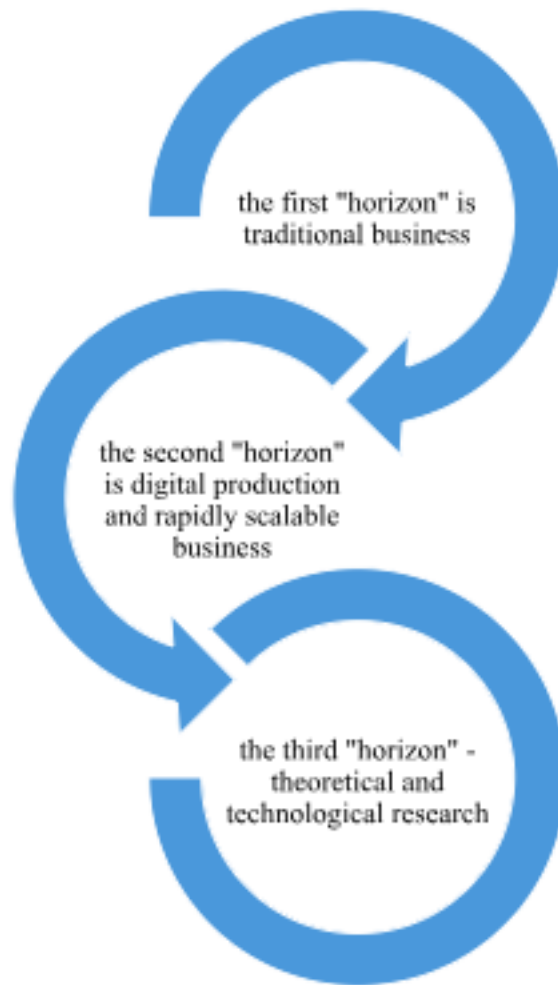 the first "horizon" is
traditional business
the second "horizon"
is digital production
and rapidly scalable
business
the third "horizon" -
theoretical and
technological research